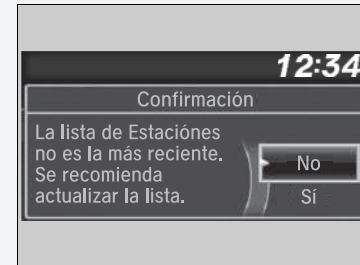 12:34
Confirmación
La lista de Estaciónes
no es la más reciente.
Se recomienda
actualizar la lista.
No
Sí